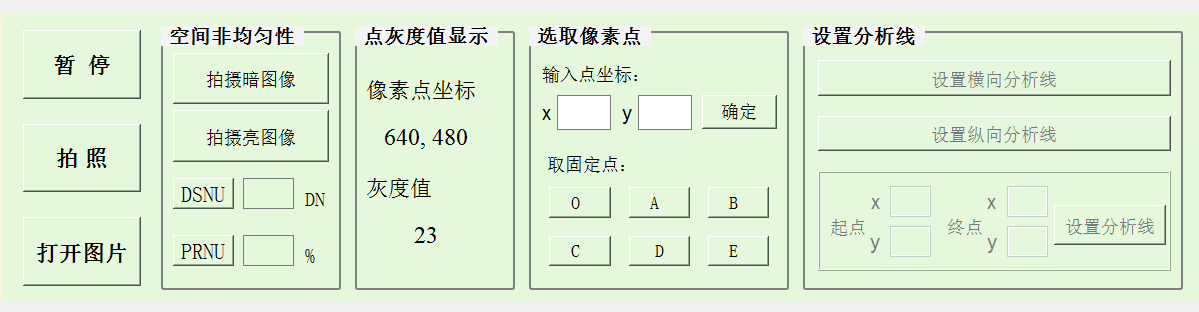 暂 停
拍 照
打开图片
空间非均匀性
拍摄暗图像
拍摄亮图像
DSNU DN
PRNU %
点灰度值显示
像素点坐标
640, 480
灰度值
23
选取像素点
输入点坐标：
x y 确定
取固定点：
O A B
C D E
设置分析线
设置横向分析线
设置纵向分析线
起点 x y 终点 x y 设置分析线